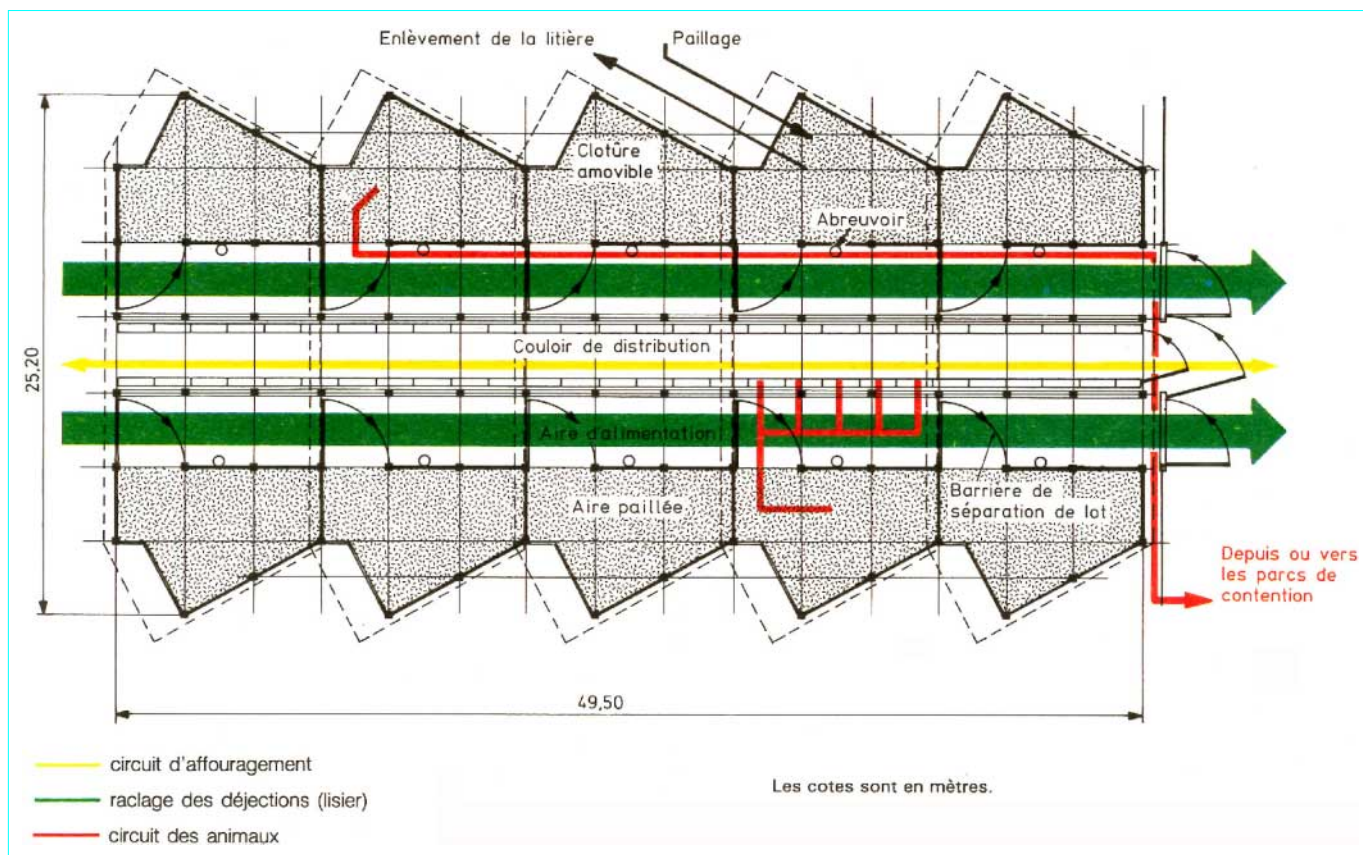 Enlèvement de la litière
Paillage
Clotûre
amovible
Abreuvoir
25,20
Couloir de distribution
Aire d'alimentation
Aire paillée
Barrière de
séparation de lot
Depuis ou vers
les parcs de
contention
49,50
circuit d'affouragement
raclage des déjections (lisier)
circuit des animaux
Les cotes sont en mètres.